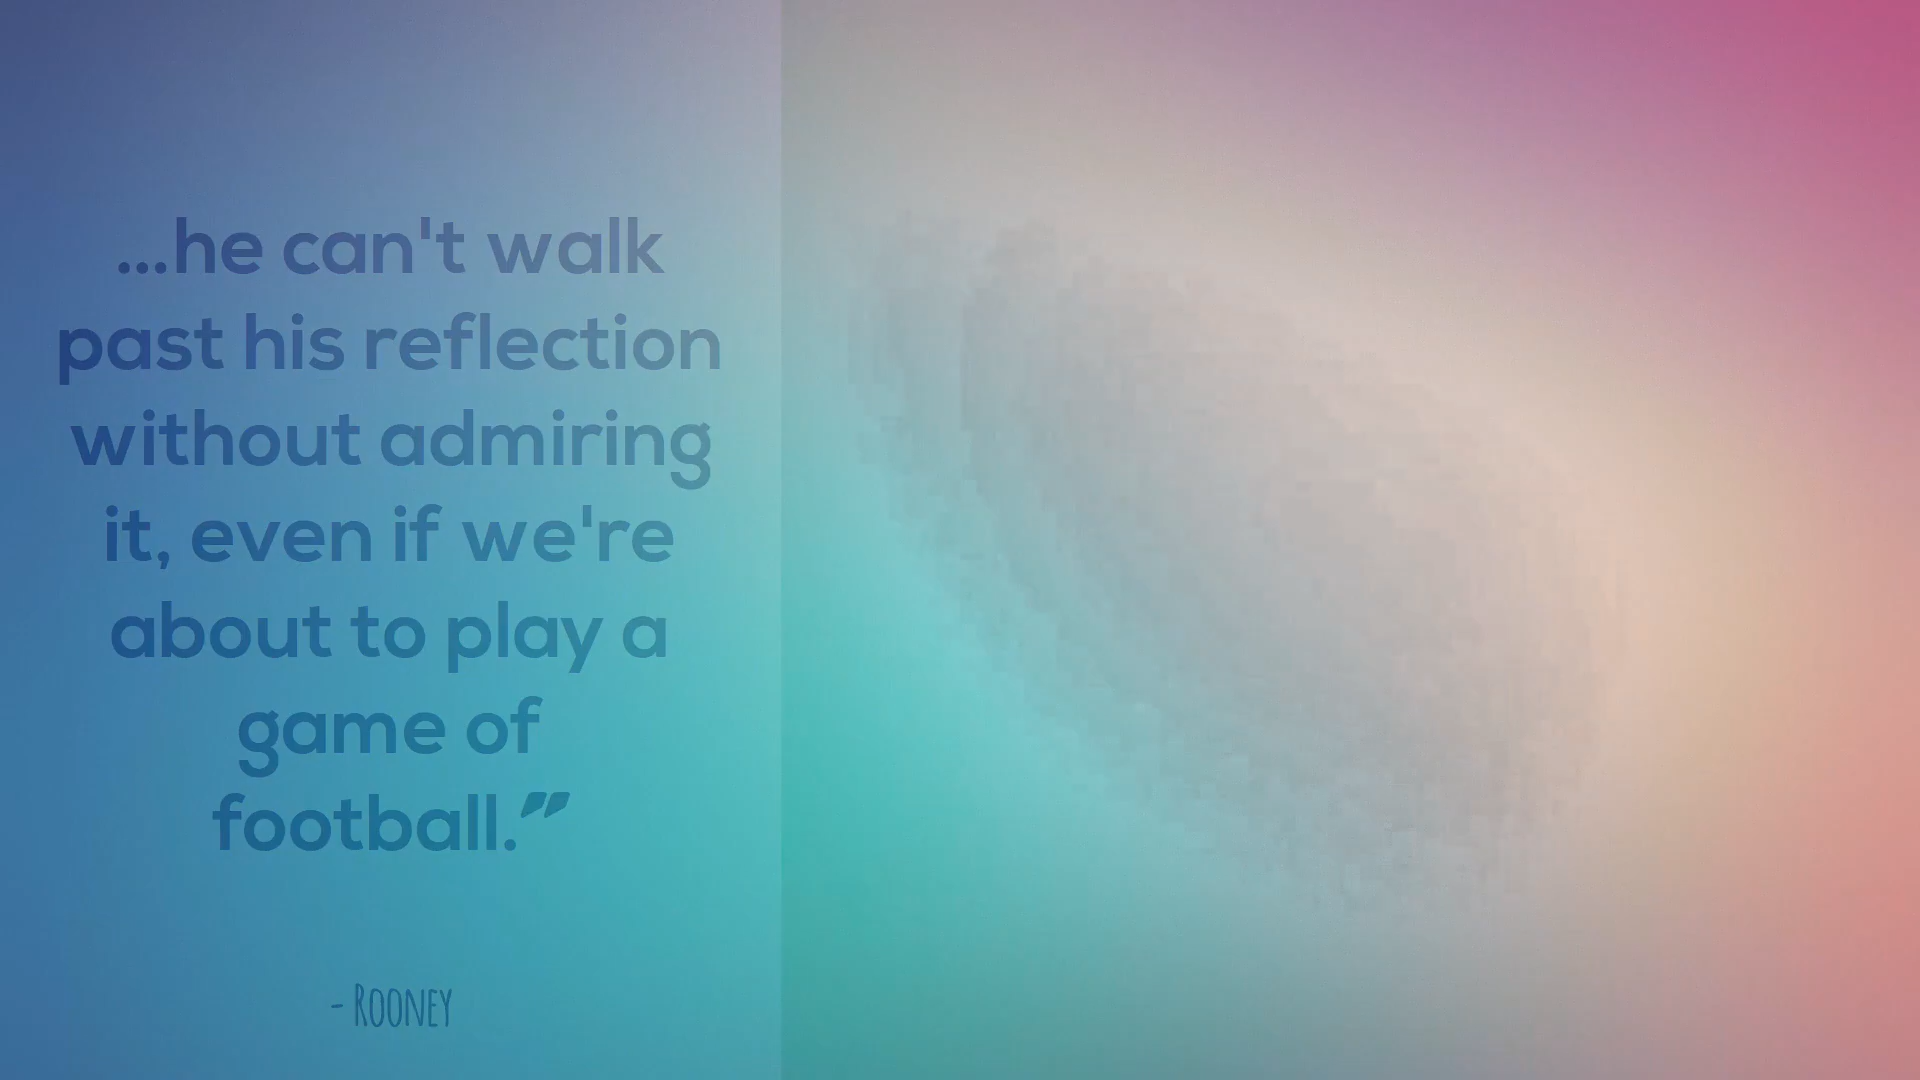 ...he can't walk
past his reflection
without admiring
it, even if we're
about to play a
game of
football.”
- Rooney